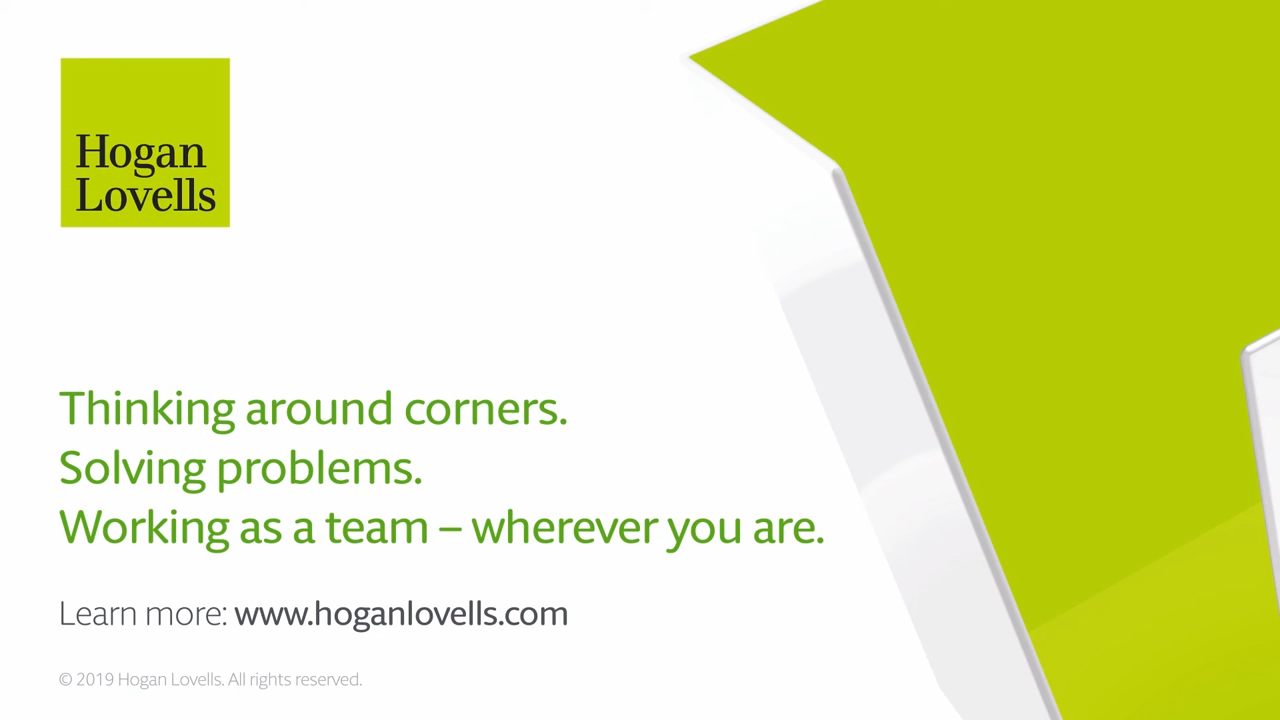 Hogan
Lovells
Thinking around corners.
Solving problems.
Working as a team – wherever you are.
Learn more: www.hoganlovells.com
© 2019 Hogan Lovells. All rights reserved.